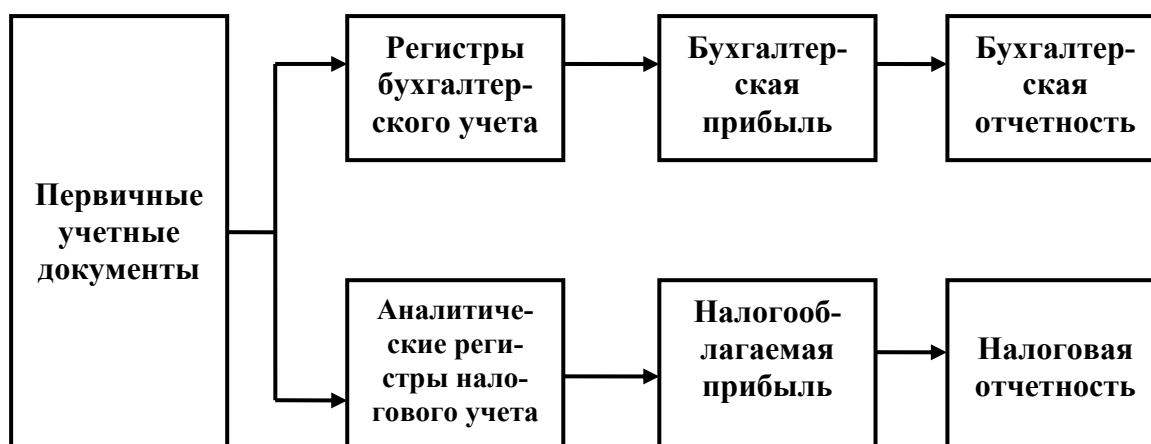 Первичные
учетные
документы
Регистры
бухгалтер-
ского учета
Бухгалтер-
ская
прибыль
Бухгалтер-
ская
отчетность
Аналитиче-
ские реги-
стры нало-
гового учета
Налогооб-
лагаемая
прибыль
Налоговая
отчетность